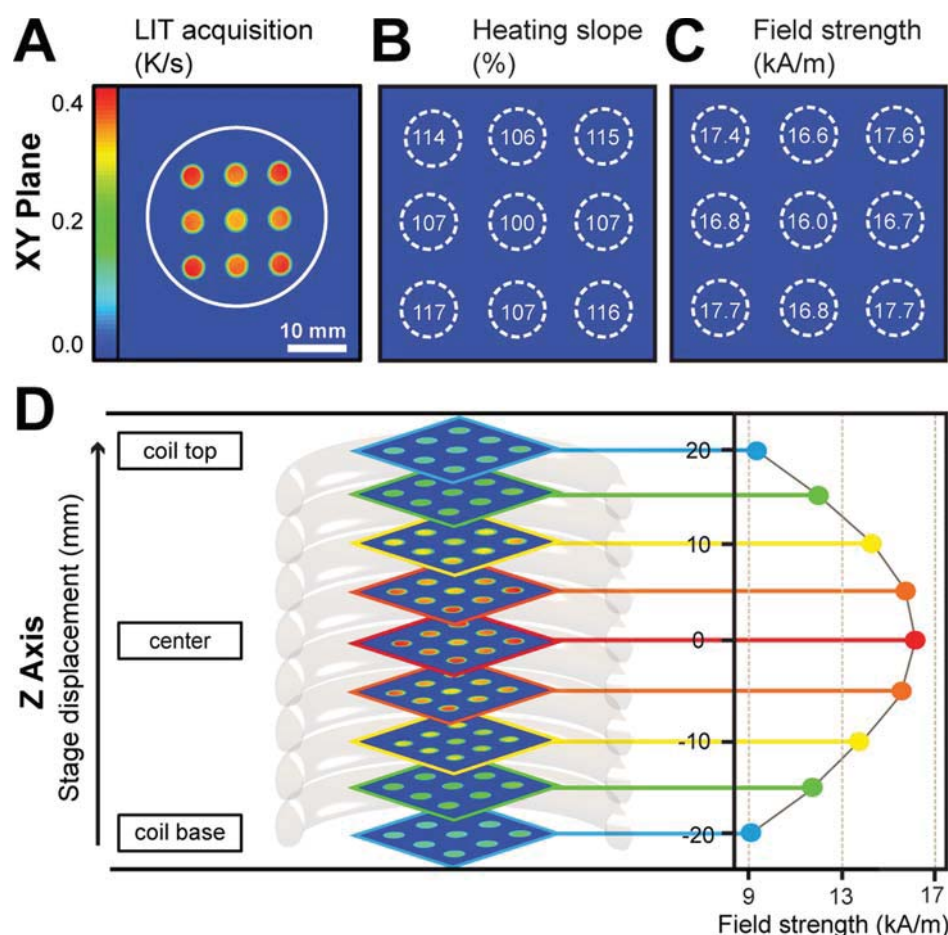 A
LIT acquisition
(K/s)
B
Heating slope
(%)
C
Field strength
(kA/m)
XY Plane
0.4
0.2
0.0
10 mm
114 106 115
107 100 107
117 107 116
17.4 16.6 17.6
16.8 16.0 16.7
17.7 16.8 17.7
D
Z Axis
Stage displacement (mm)
coil top
center
coil base
20
10
0
-10
-20
9 13 17
Field strength (kA/m)